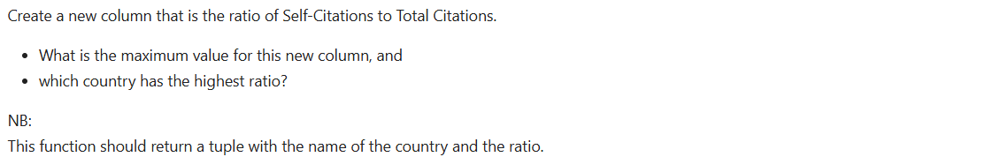 Create a new column that is the ratio of Self-Citations to Total Citations.
• What is the maximum value for this new column, and
• which country has the highest ratio?
NB:
This function should return a tuple with the name of the country and the ratio.